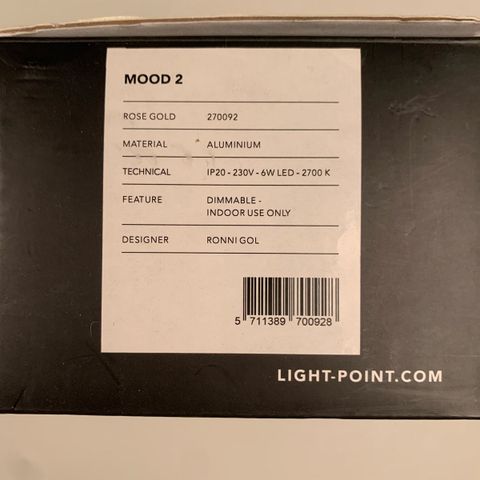 MOOD 2
ROSE GOLD 270092
MATERIAL ALUMINIUM
TECHNICAL IP20 - 230V - 6W LED - 2700 K
FEATURE DIMMABLE -
INDOOR USE ONLY
DESIGNER RONNI GOL
5 711389 700928
LIGHT-POINT.COM